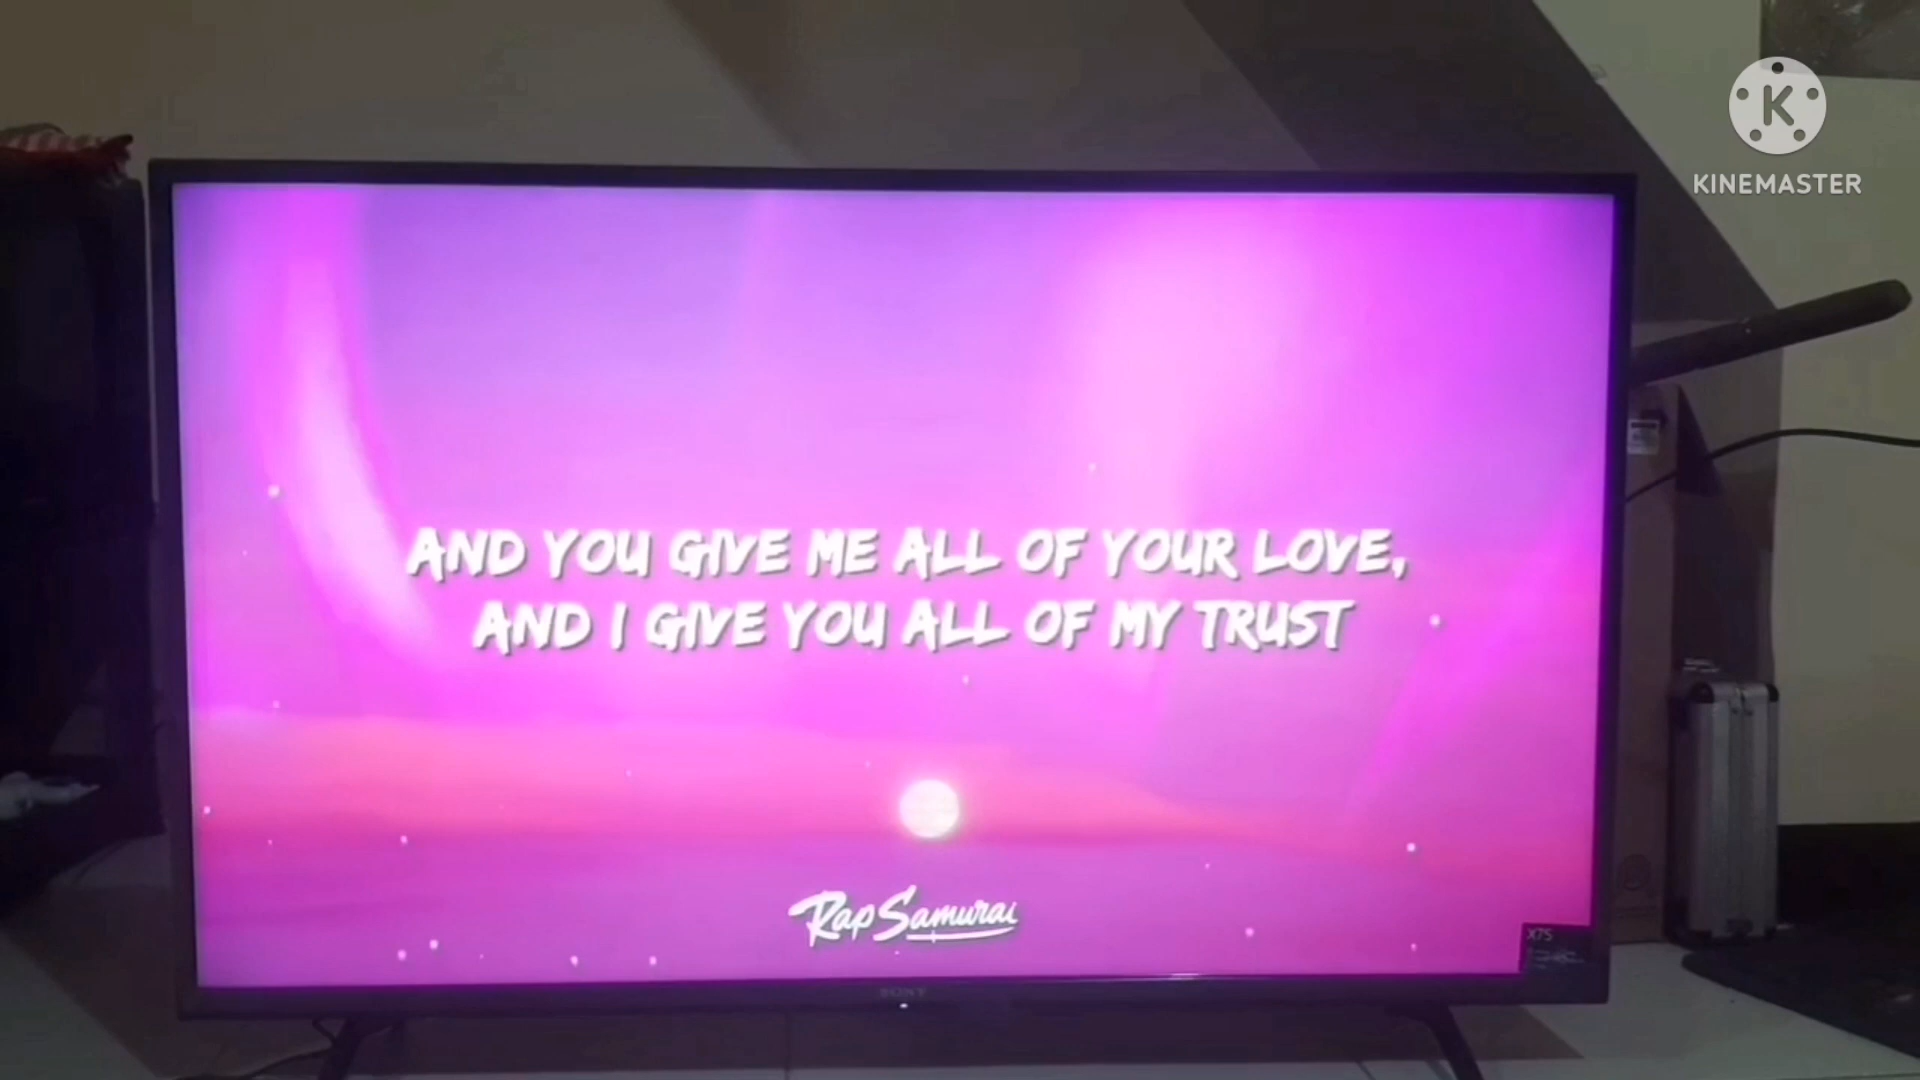 KINEMASTER
AND YOU GIVE ME ALL OF YOUR LOVE,
AND I GIVE YOU ALL OF MY TRUST
Rap Samurai
X75
SONY